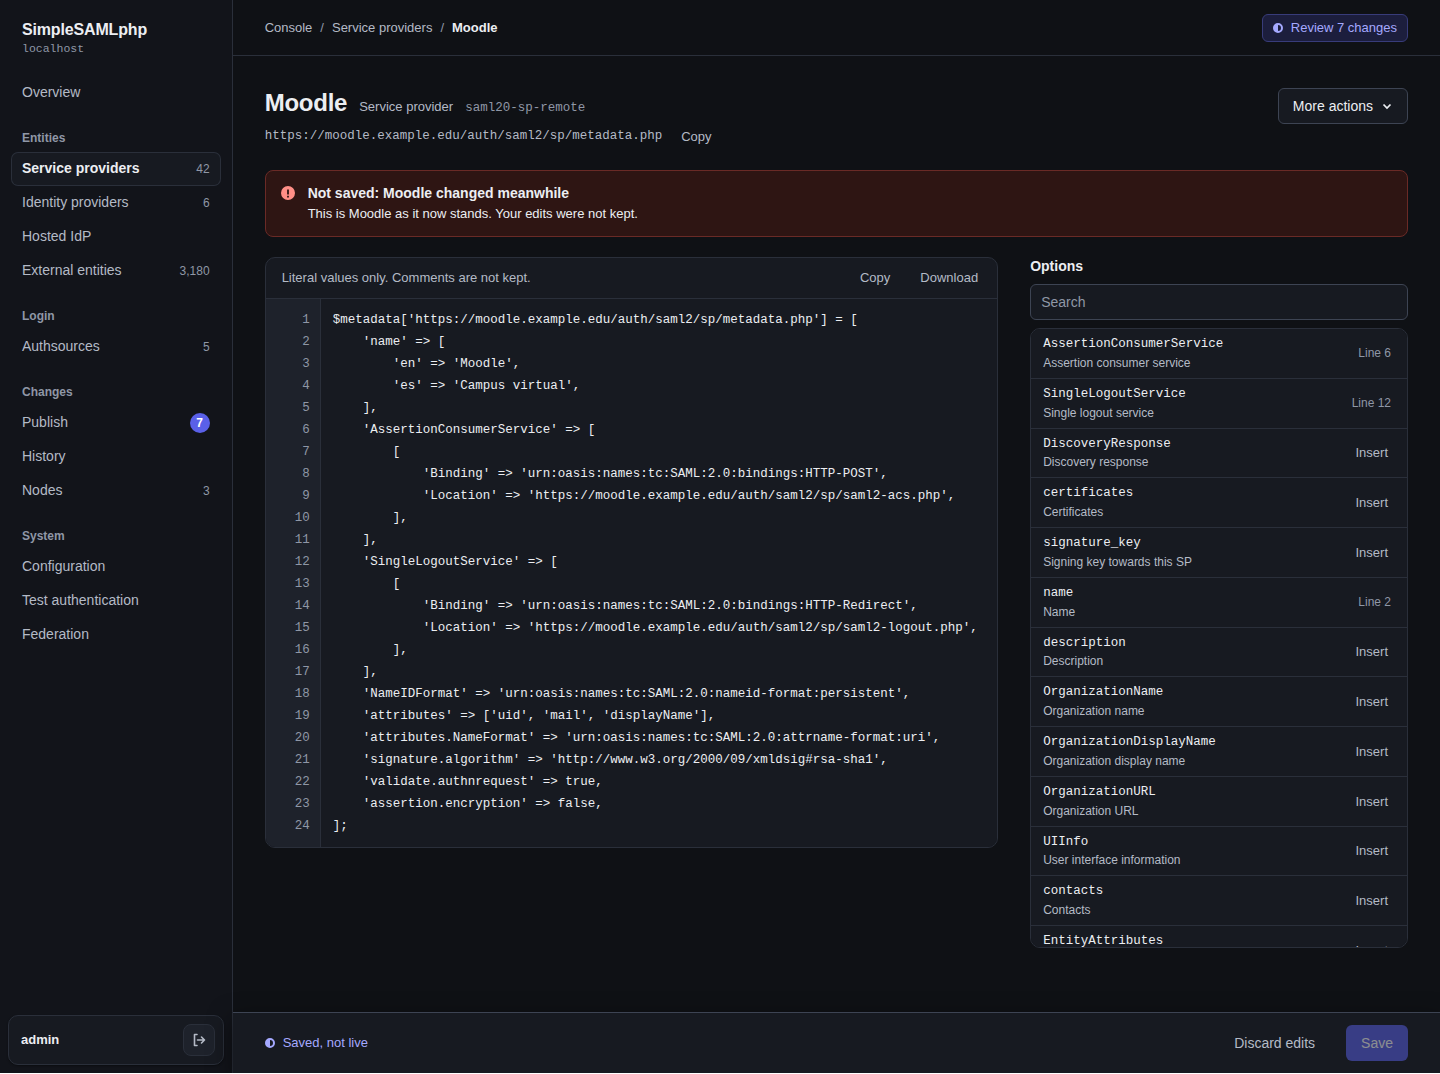 SimpleSAMLphp
localhost
Overview
Entities
Service providers 42
Identity providers 6
Hosted IdP
External entities 3,180
Login
Authsources 5
Changes
Publish 7
History
Nodes 3
System
Configuration
Test authentication
Federation
admin
Console / Service providers / Moodle
Review 7 changes
Moodle Service provider saml20-sp-remote
More actions
https://moodle.example.edu/auth/saml2/sp/metadata.php Copy
Not saved: Moodle changed meanwhile
This is Moodle as it now stands. Your edits were not kept.
Literal values only. Comments are not kept. Copy Download
1 $metadata['https://moodle.example.edu/auth/saml2/sp/metadata.php'] = [
2 'name' => [
3 'en' => 'Moodle',
4 'es' => 'Campus virtual',
5 ],
6 'AssertionConsumerService' => [
7 [
8 'Binding' => 'urn:oasis:names:tc:SAML:2.0:bindings:HTTP-POST',
9 'Location' => 'https://moodle.example.edu/auth/saml2/sp/saml2-acs.php',
10 ],
11 ],
12 'SingleLogoutService' => [
13 [
14 'Binding' => 'urn:oasis:names:tc:SAML:2.0:bindings:HTTP-Redirect',
15 'Location' => 'https://moodle.example.edu/auth/saml2/sp/saml2-logout.php',
16 ],
17 ],
18 'NameIDFormat' => 'urn:oasis:names:tc:SAML:2.0:nameid-format:persistent',
19 'attributes' => ['uid', 'mail', 'displayName'],
20 'attributes.NameFormat' => 'urn:oasis:names:tc:SAML:2.0:attrname-format:uri',
21 'signature.algorithm' => 'http://www.w3.org/2000/09/xmldsig#rsa-sha1',
22 'validate.authnrequest' => true,
23 'assertion.encryption' => false,
24 ];
Options
Search
AssertionConsumerService
Assertion consumer service
Line 6
SingleLogoutService
Single logout service
Line 12
DiscoveryResponse
Discovery response
Insert
certificates
Certificates
Insert
signature_key
Signing key towards this SP
Insert
name
Name
Line 2
description
Description
Insert
OrganizationName
Organization name
Insert
OrganizationDisplayName
Organization display name
Insert
OrganizationURL
Organization URL
Insert
UIInfo
User interface information
Insert
contacts
Contacts
Insert
EntityAttributes
Saved, not live
Discard edits
Save